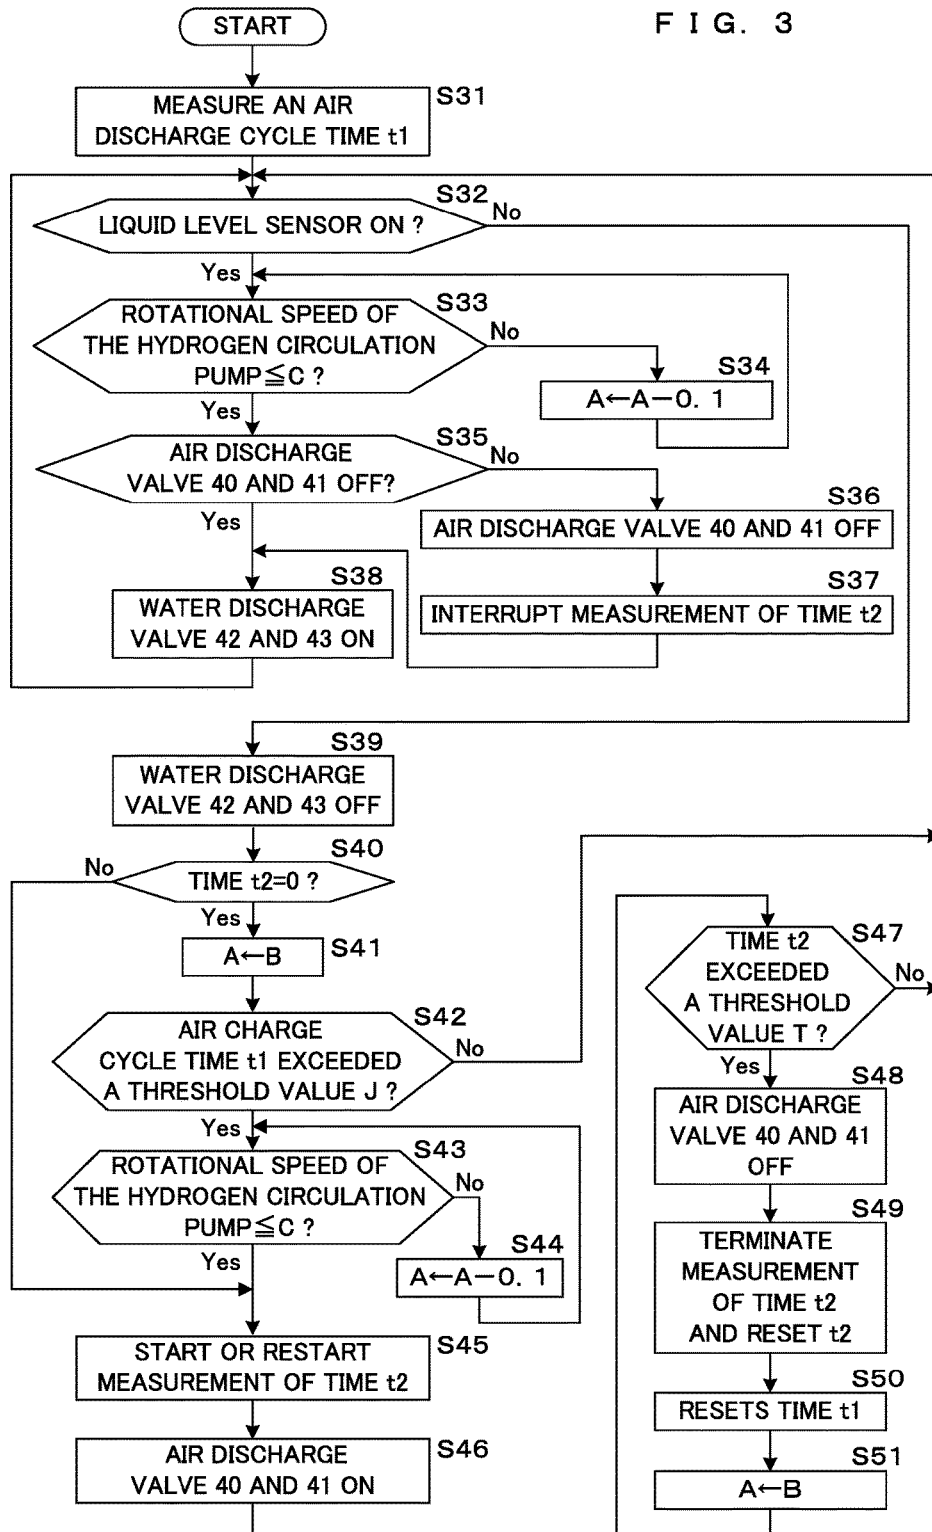 FIG. 3
START
S31
MEASURE AN AIR
DISCHARGE CYCLE TIME t1
S32
LIQUID LEVEL SENSOR ON ?
No
Yes
S33
ROTATIONAL SPEED OF
THE HYDROGEN CIRCULATION
PUMP≦C ?
No
S34
A←A−0. 1
Yes
S35
AIR DISCHARGE
VALVE 40 AND 41 OFF?
No
S36
AIR DISCHARGE VALVE 40 AND 41 OFF
Yes
S37
INTERRUPT MEASUREMENT OF TIME t2
S38
WATER DISCHARGE
VALVE 42 AND 43 ON
S39
WATER DISCHARGE
VALVE 42 AND 43 OFF
S40
TIME t2=0 ?
No
Yes
S41
A←B
S42
AIR CHARGE
CYCLE TIME t1 EXCEEDED
A THRESHOLD VALUE J ?
No
Yes
S43
ROTATIONAL SPEED OF
THE HYDROGEN CIRCULATION
PUMP≦C ?
No
S44
A←A−0. 1
Yes
S45
START OR RESTART
MEASUREMENT OF TIME t2
S46
AIR DISCHARGE
VALVE 40 AND 41 ON
S47
TIME t2
EXCEEDED
A THRESHOLD
VALUE T ?
No
Yes
S48
AIR DISCHARGE
VALVE 40 AND 41
OFF
S49
TERMINATE
MEASUREMENT
OF TIME t2
AND RESET t2
S50
RESETS TIME t1
S51
A←B